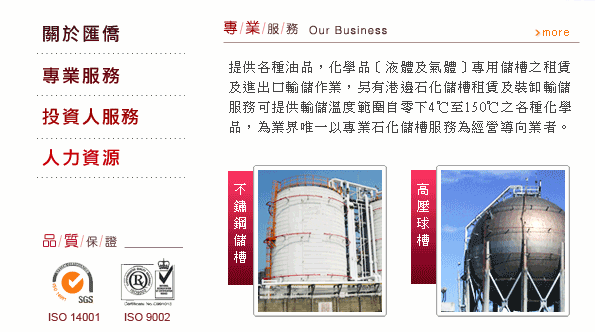 關於匯僑
專業服務
投資人服務
人力資源
品/質/保/證
SGS
ISO 14001
ISO 9002
專/業/服/務 Our Business
more
提供各種油品，化學品〔液體及氣體〕專用儲槽之租賃
及進出口輸儲作業，另有港邊石化儲槽租賃及裝卸輸儲
服務可提供輸儲溫度範圍自零下4℃至150℃之各種化學
品，為業界唯一以專業石化儲槽服務為經營導向業者。
不鏽鋼儲槽
高壓球槽